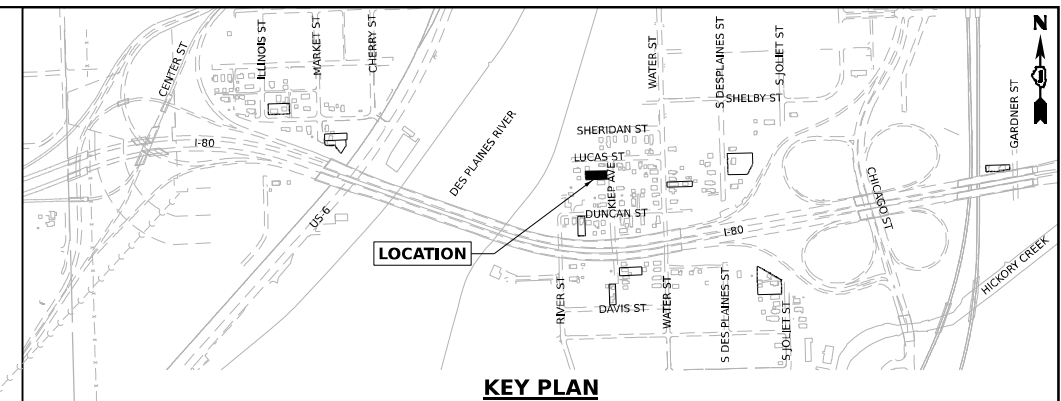 CENTER ST
ILLINOIS ST
MARKET ST
CHERRY ST
WATER ST
S DESPLAINES ST
S JOLIET ST
N
GARDNER ST
SHELBY ST
SHERIDAN ST
I-80
DES PLAINES RIVER
LUCAS ST
KIEP AVE
CHICAGO ST
US-6
DUNCAN ST
I-80
LOCATION
HICKORY CREEK
RIVER ST
DAVIS ST
WATER ST
S DES PLAINES ST
S JOLIET ST
KEY PLAN